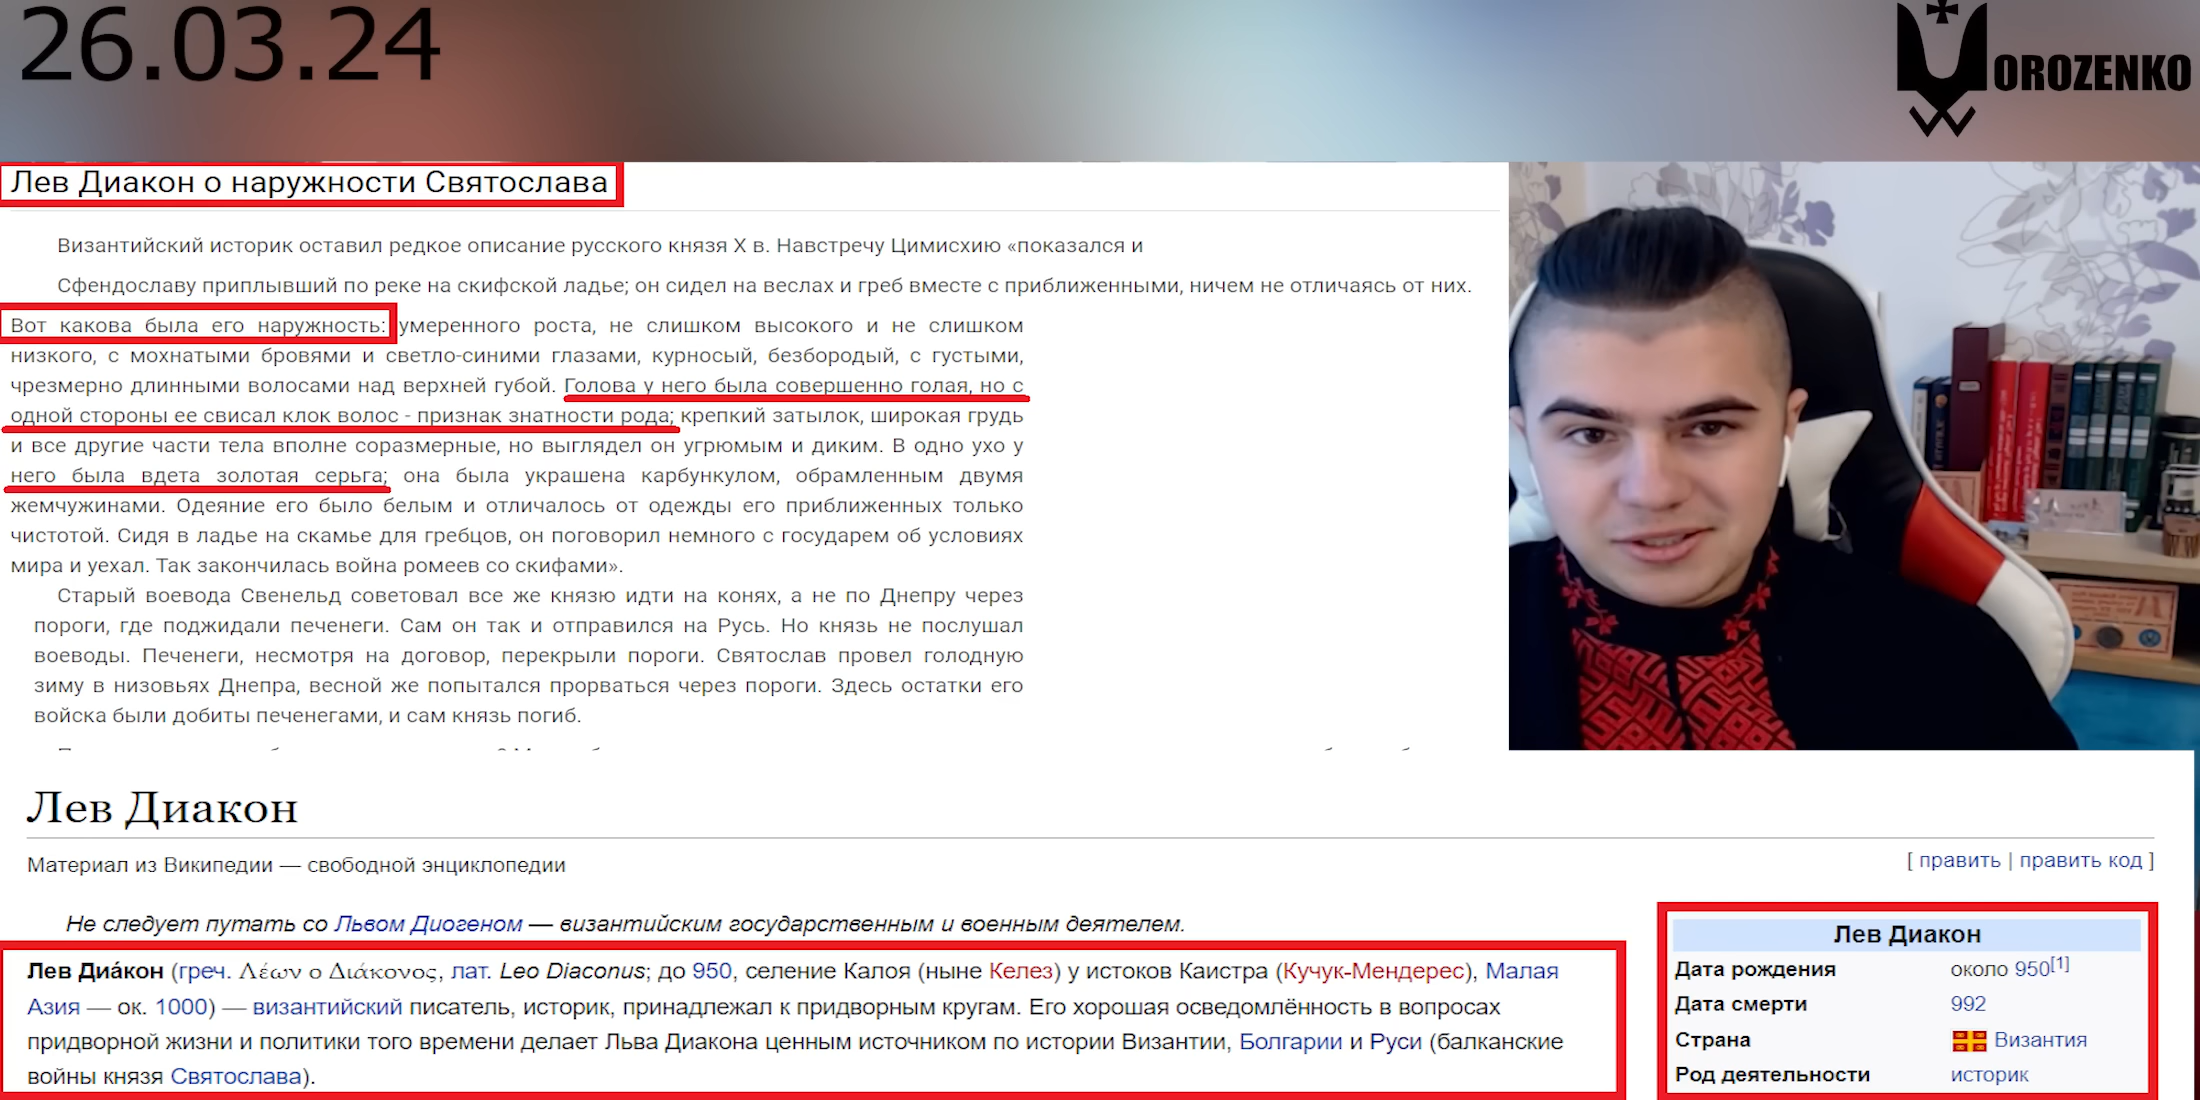 26.03.24
MOROZENKO
Лев Диакон о наружности Святослава
Византийский историк оставил редкое описание русского князя X в. Навстречу Цимисхию «показался и
Сфендославу приплывший по реке на скифской ладье; он сидел на веслах и греб вместе с приближенными, ничем не отличаясь от них.
Вот какова была его наружность: умеренного роста, не слишком высокого и не слишком
низкого, с мохнатыми бровями и светло-синими глазами, курносый, безбородый, с густыми,
чрезмерно длинными волосами над верхней губой. Голова у него была совершенно голая, но с
одной стороны ее свисал клок волос - признак знатности рода; крепкий затылок, широкая грудь
и все другие части тела вполне соразмерные, но выглядел он угрюмым и диким. В одно ухо у
него была вдета золотая серьга; она была украшена карбункулом, обрамленным двумя
жемчужинами. Одеяние его было белым и отличалось от одежды его приближенных только
чистотой. Сидя в ладье на скамье для гребцов, он поговорил немного с государем об условиях
мира и уехал. Так закончилась война ромеев со скифами».
Старый воевода Свенельд советовал все же князю идти на конях, а не по Днепру через
пороги, где поджидали печенеги. Сам он так и отправился на Русь. Но князь не послушал
воеводы. Печенеги, несмотря на договор, перекрыли пороги. Святослав провел голодную
зиму в низовьях Днепра, весной же попытался прорваться через пороги. Здесь остатки его
войска были добиты печенегами, и сам князь погиб.
Лев Диакон
Материал из Википедии — свободной энциклопедии
[ править | править код ]
Не следует путать со Львом Диогеном — византийским государственным и военным деятелем.
Лев Диа́кон (греч. Λέων ο Διάκονος, лат. Leo Diaconus; до 950, селение Калоя (ныне Келез) у истоков Каистра (Кучук-Мендерес), Малая
Азия — ок. 1000) — византийский писатель, историк, принадлежал к придворным кругам. Его хорошая осведомлённость в вопросах
придворной жизни и политики того времени делает Льва Диакона ценным источником по истории Византии, Болгарии и Руси (балканские
войны князя Святослава).
Лев Диакон
Дата рождения около 950[1]
Дата смерти 992
Страна Византия
Род деятельности историк